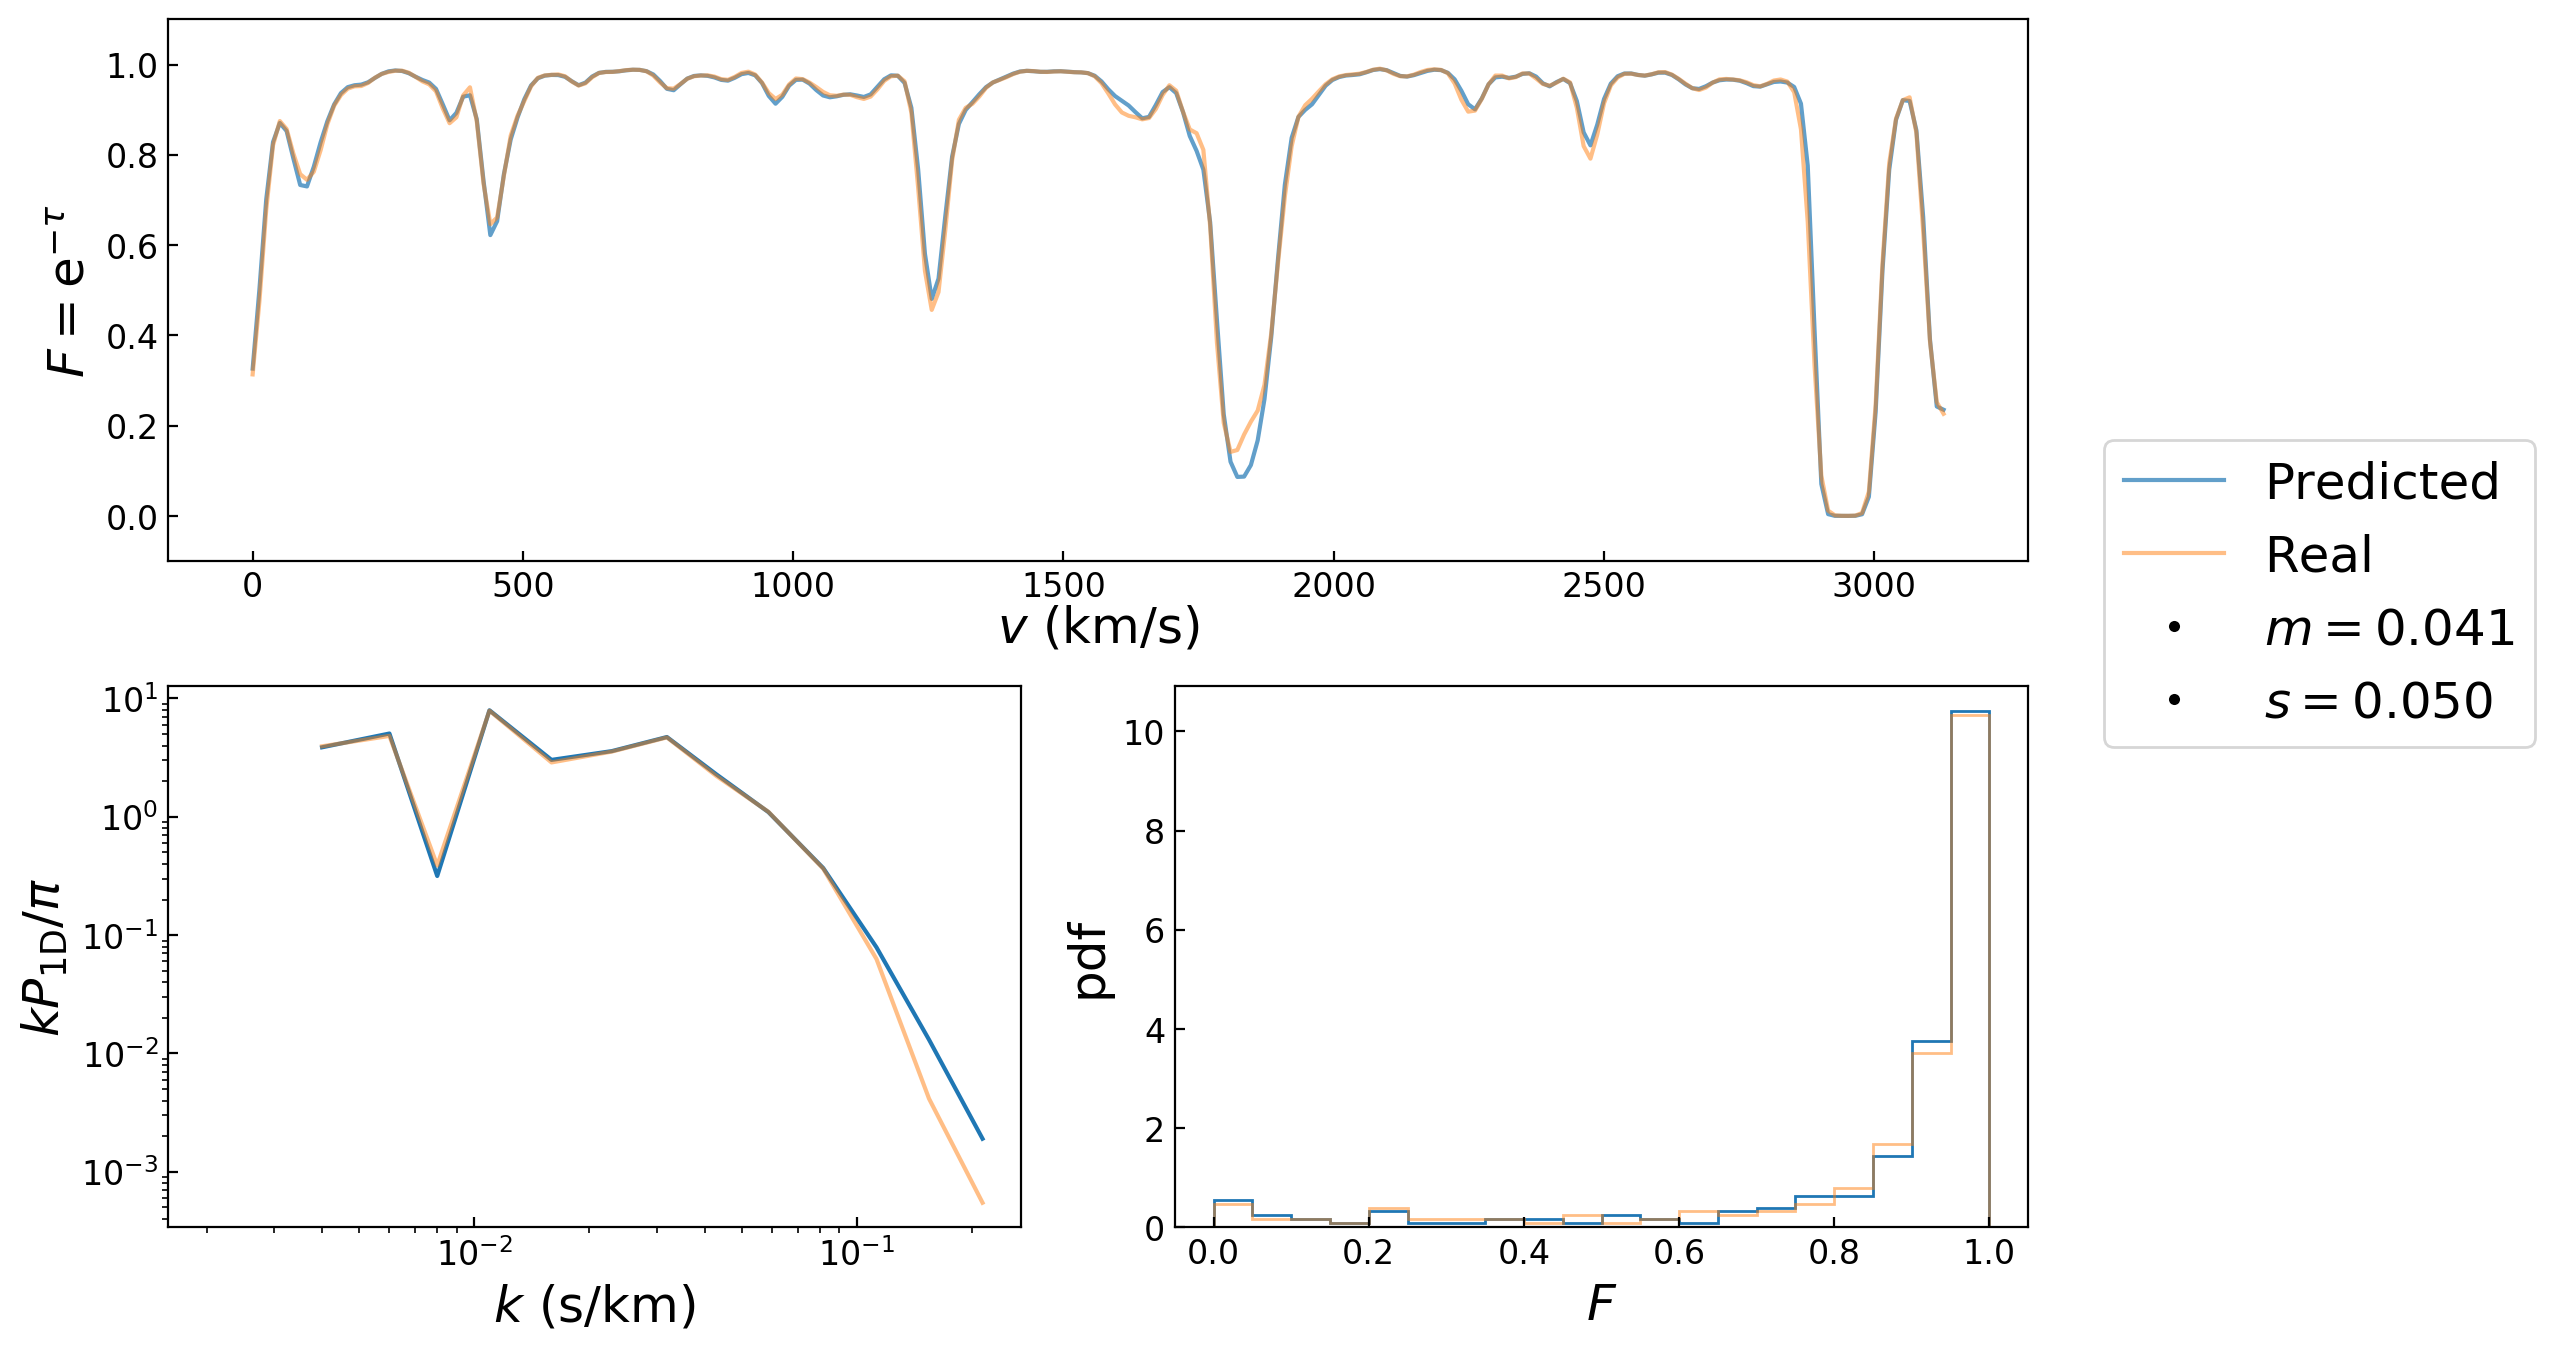 F = e^{-τ}
1.0
0.8
0.6
0.4
0.2
0.0
0 500 1000 1500 2000 2500 3000
v (km/s)
Predicted
Real
m = 0.041
s = 0.050
kP_{1D}/π
10^1
10^0
10^{-1}
10^{-2}
10^{-3}
10^{-2} 10^{-1}
k (s/km)
pdf
10
8
6
4
2
0
0.0 0.2 0.4 0.6 0.8 1.0
F